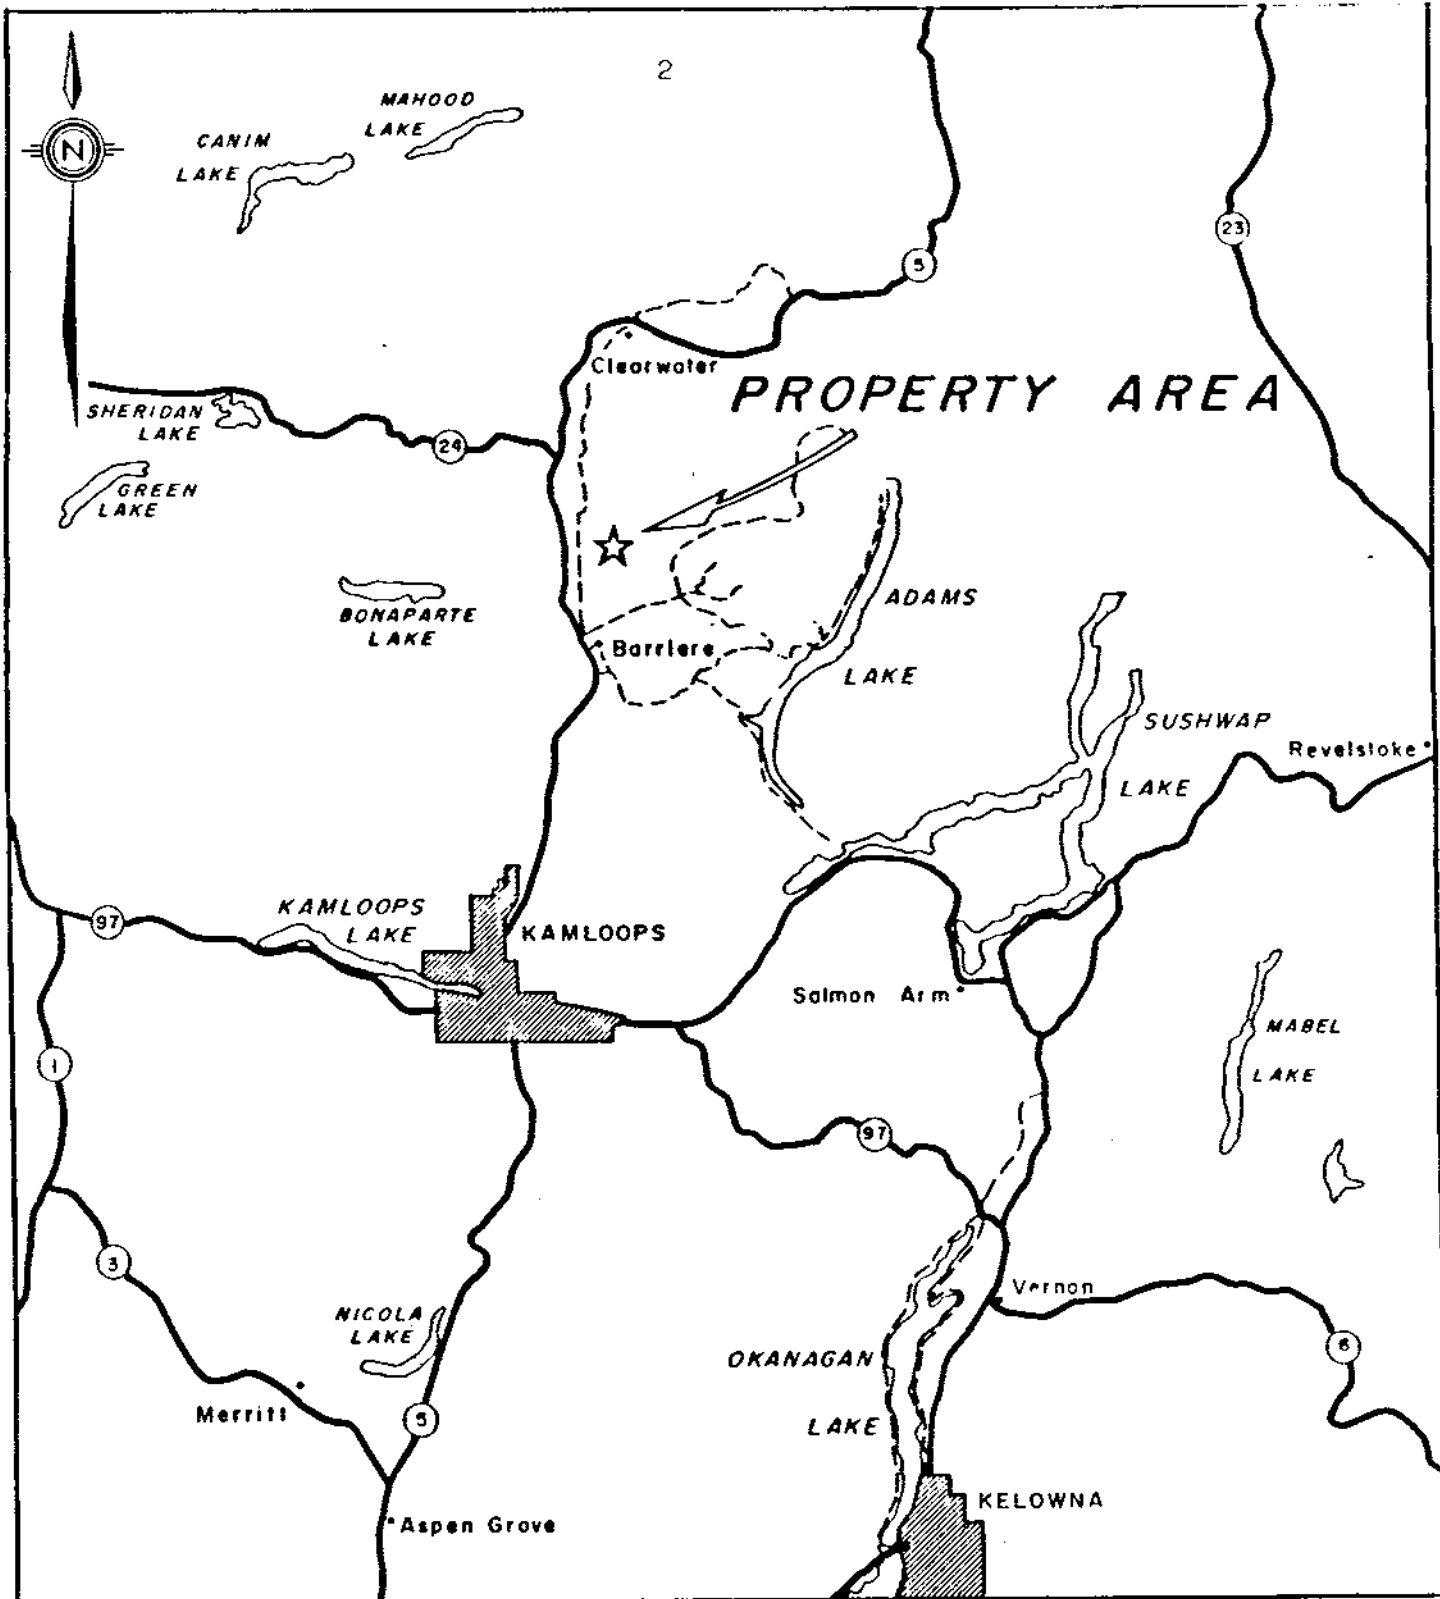 2
MAHOOD
LAKE
CANIM
LAKE
N
23
5
Clearwater
PROPERTY AREA
SHERIDAN
LAKE
24
GREEN
LAKE
BONAPARTE
LAKE
ADAMS
LAKE
Barriere
SUSHWAP
LAKE
Revelstoke
KAMLOOPS
LAKE
97
KAMLOOPS
Salmon Arm
MABEL
LAKE
1
97
3
Vernon
NICOLA
LAKE
6
OKANAGAN
LAKE
Merritt
5
KELOWNA
Aspen Grove